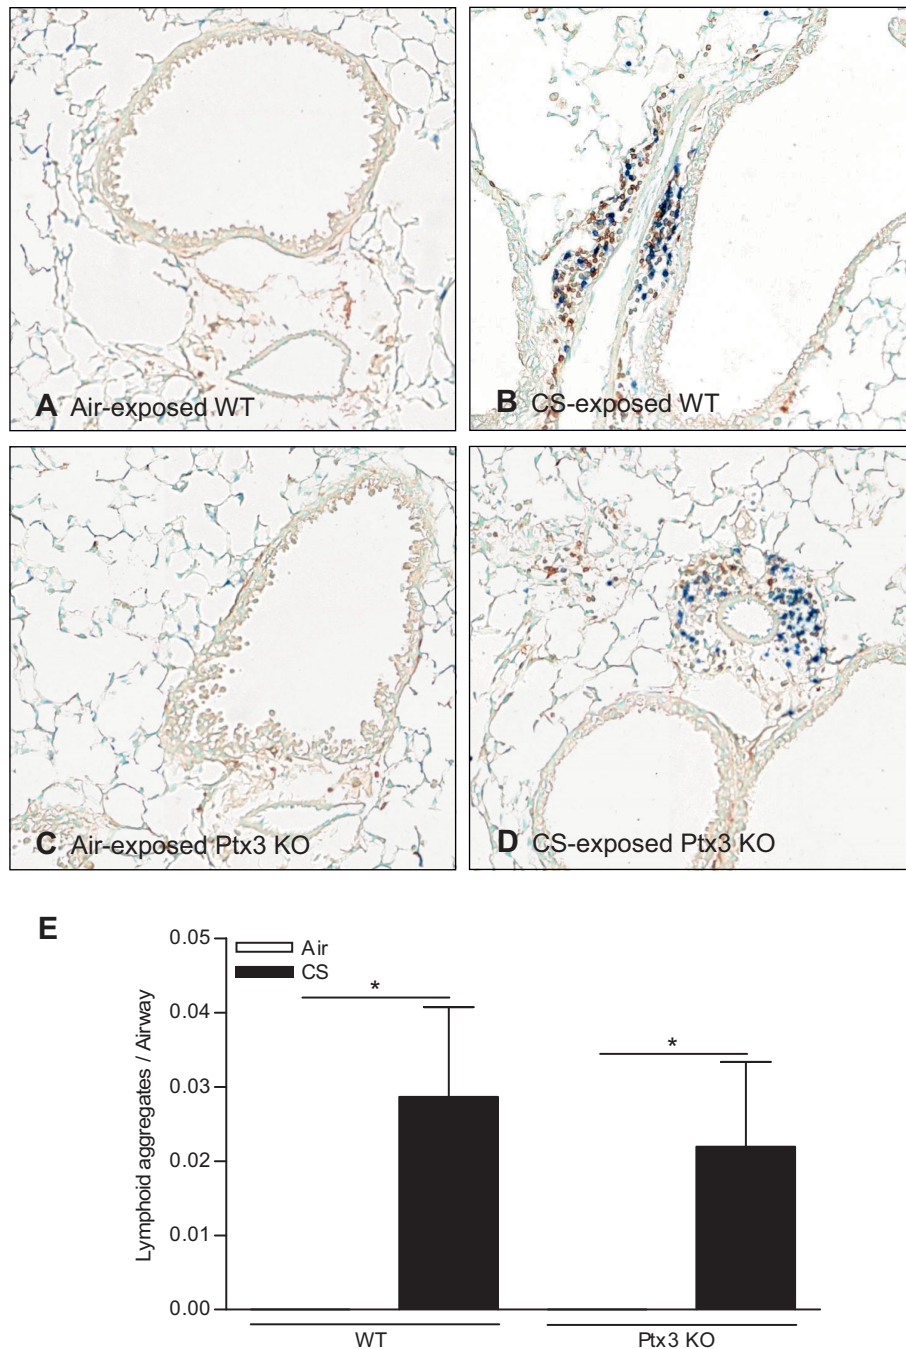 A Air-exposed WT
B CS-exposed WT
C Air-exposed Ptx3 KO
D CS-exposed Ptx3 KO
E
0.05
0.04
0.03
0.02
0.01
0.00
Lymphoid aggregates / Airway
Air
CS
*
*
WT
Ptx3 KO